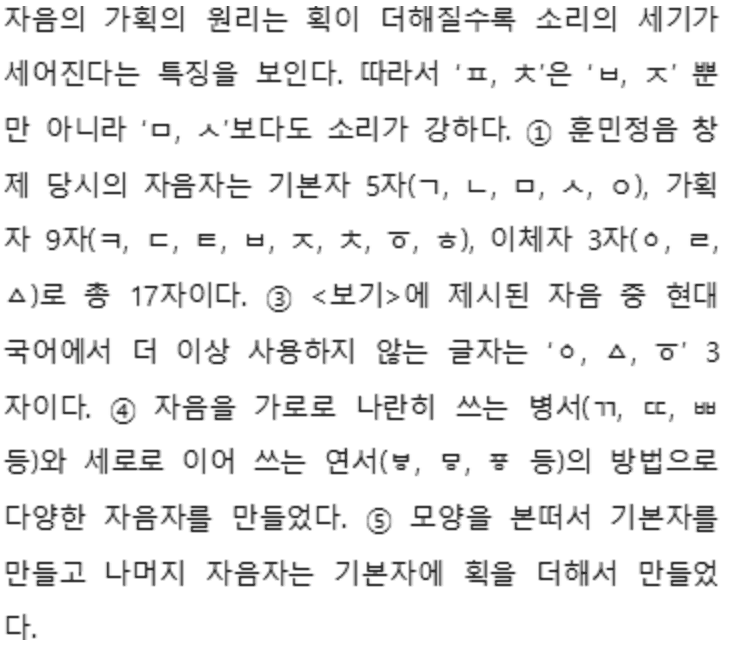 자음의 가획의 원리는 획이 더해질수록 소리의 세기가
세어진다는 특징을 보인다. 따라서 ‘ㅍ, ㅊ’은 ‘ㅂ, ㅈ’ 뿐
만 아니라 ‘ㅁ, ㅅ’보다도 소리가 강하다. ① 훈민정음 창
제 당시의 자음자는 기본자 5자(ㄱ, ㄴ, ㅁ, ㅅ, ㅇ), 가획
자 9자(ㅋ, ㄷ, ㅌ, ㅂ, ㅈ, ㅊ, ㆆ, ㅎ), 이체자 3자(ㆁ, ㄹ,
ㅿ)로 총 17자이다. ③ <보기>에 제시된 자음 중 현대
국어에서 더 이상 사용하지 않는 글자는 ‘ㆁ, ㅿ, ㆆ’ 3
자이다. ④ 자음을 가로로 나란히 쓰는 병서(ㄲ, ㄸ, ㅃ
등)와 세로로 이어 쓰는 연서(ㅸ, ㅱ, ㆄ 등)의 방법으로
다양한 자음자를 만들었다. ⑤ 모양을 본떠서 기본자를
만들고 나머지 자음자는 기본자에 획을 더해서 만들었
다.